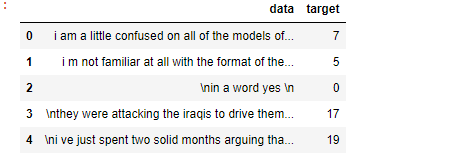 :
data target
0 i am a little confused on all of the models of... 7
1 i m not familiar at all with the format of the... 5
2 \nin a word yes \n 0
3 \nthey were attacking the iraqis to drive them... 17
4 \ni ve just spent two solid months arguing tha... 19